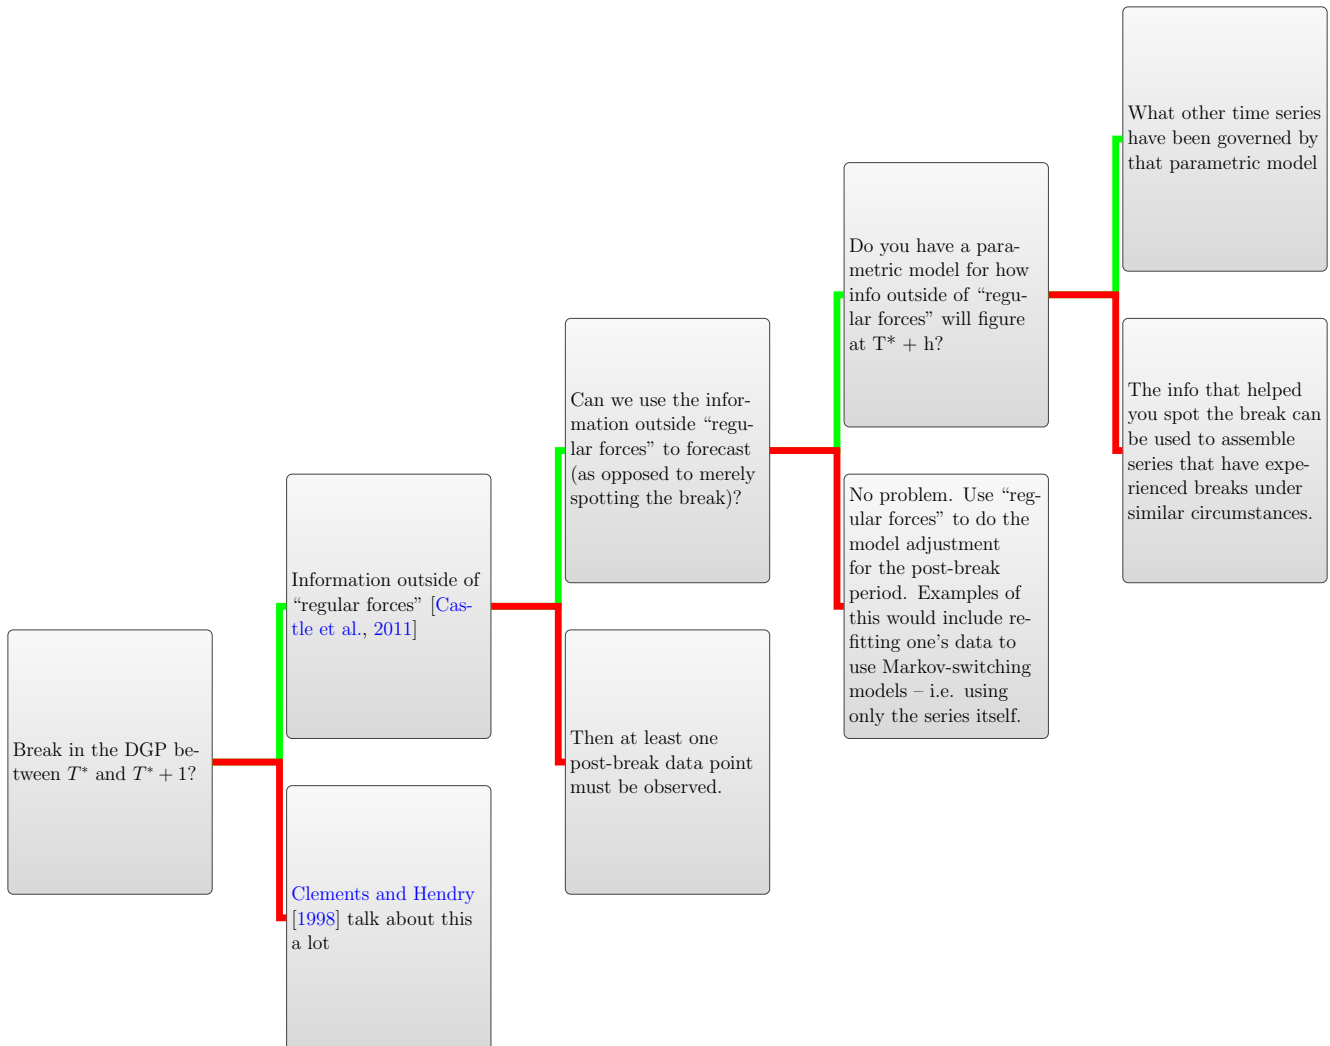 Break in the DGP be-
tween T* and T* + 1?
Information outside of
“regular forces” [Cas-
tle et al., 2011]
Clements and Hendry
[1998] talk about this
a lot
Can we use the infor-
mation outside “regu-
lar forces” to forecast
(as opposed to merely
spotting the break)?
Then at least one
post-break data point
must be observed.
Do you have a para-
metric model for how
info outside of “regu-
lar forces” will figure
at T* + h?
No problem. Use “reg-
ular forces” to do the
model adjustment
for the post-break
period. Examples of
this would include re-
fitting one’s data to
use Markov-switching
models – i.e. using
only the series itself.
What other time series
have been governed by
that parametric model
The info that helped
you spot the break can
be used to assemble
series that have expe-
rienced breaks under
similar circumstances.